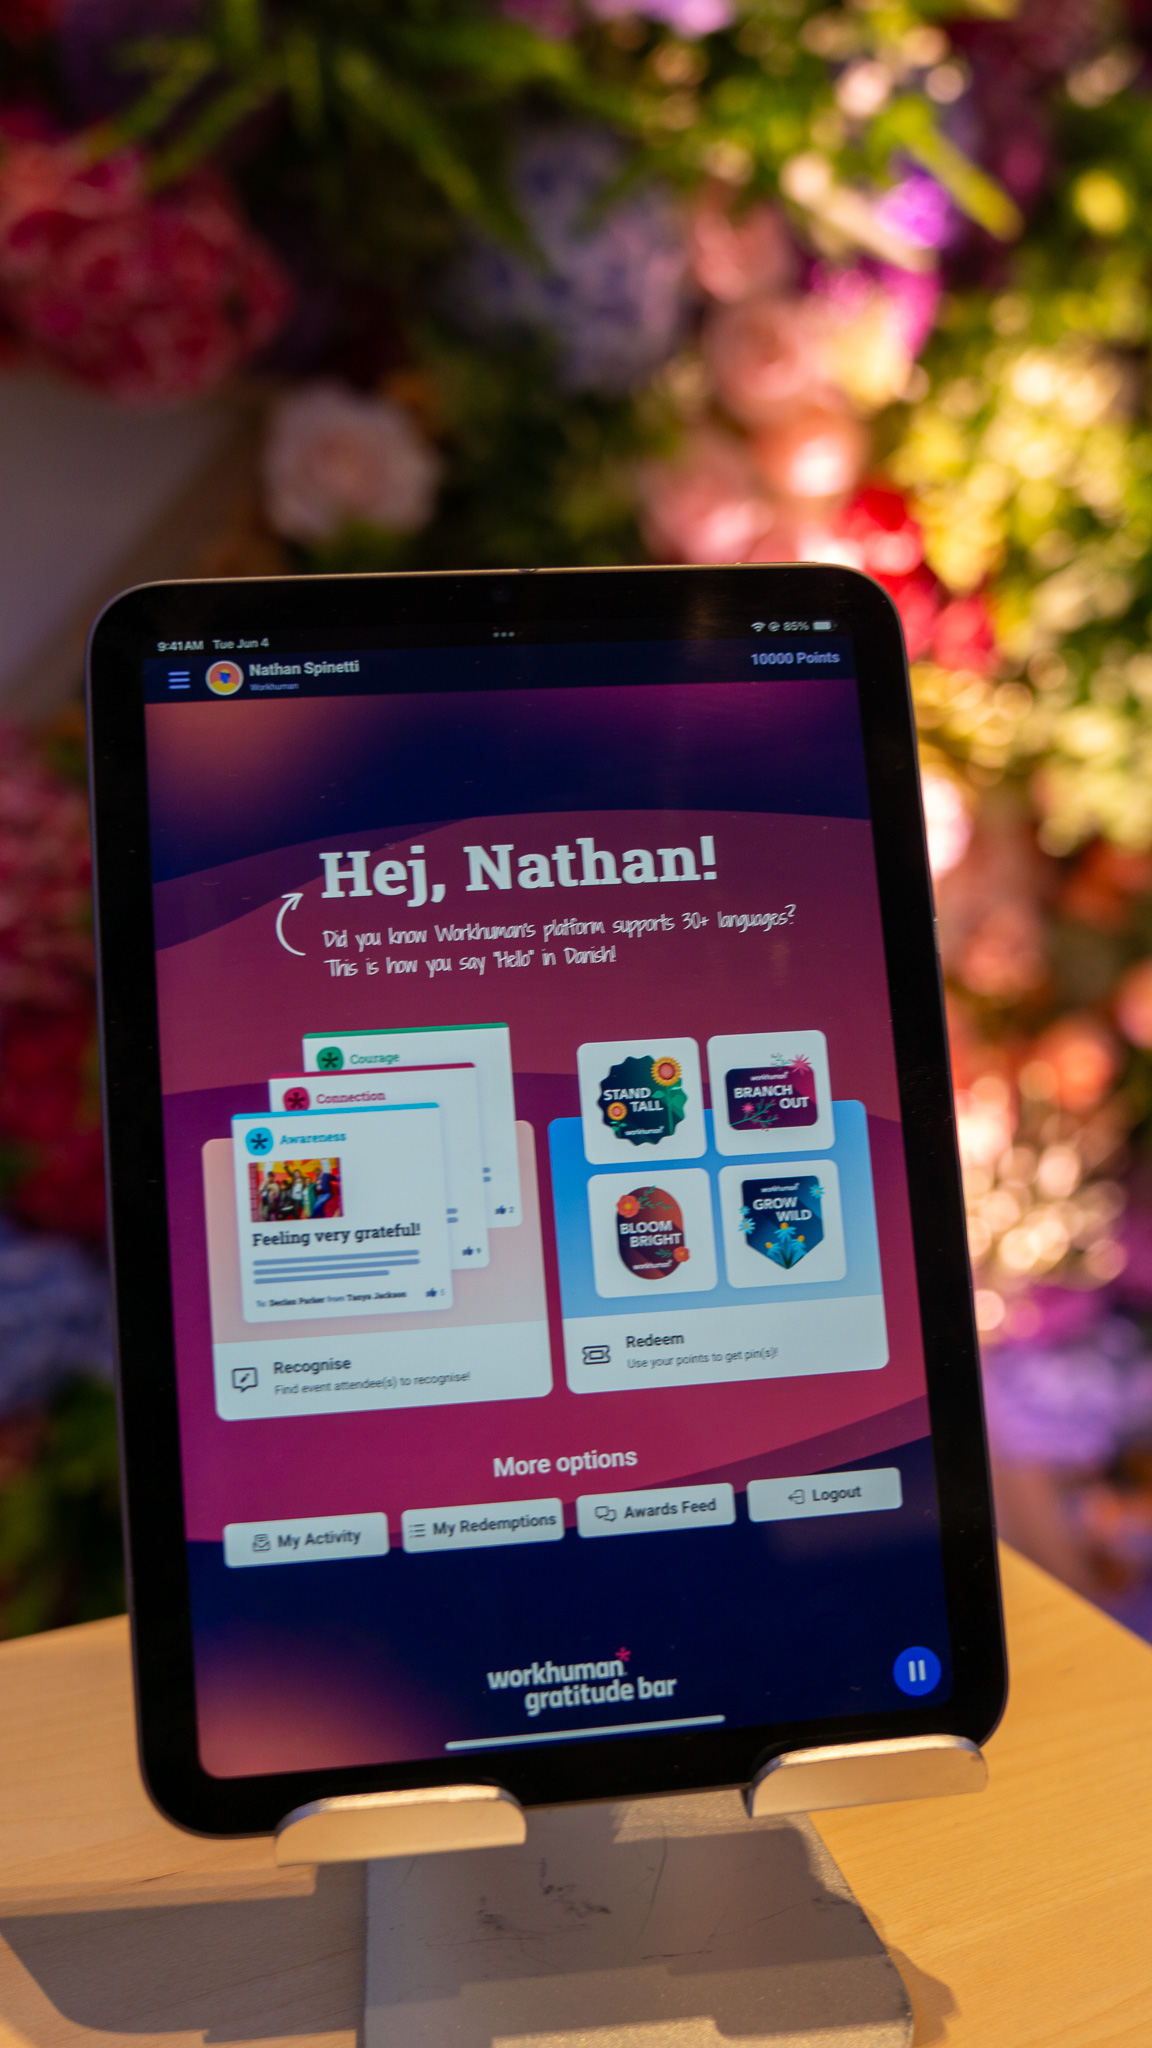 9:41AM Tue Jun 4
85%
Nathan Spinetti
Workhuman
10000 Points
Hej, Nathan!
Did you know Workhuman's platform supports 30+ languages?
This is how you say "Hello" in Danish!
Courage
Connection
Awareness
Feeling very grateful!
To Declan Parker from Tanya Jackson
5
9
2
STAND
TALL
workhuman*
workhuman*
BRANCH
OUT
BLOOM
BRIGHT
workhuman*
workhuman*
GROW
WILD
Recognise
Find event attendee(s) to recognise!
Redeem
Use your points to get pin(s)!
More options
My Activity
My Redemptions
Awards Feed
Logout
workhuman*
gratitude bar